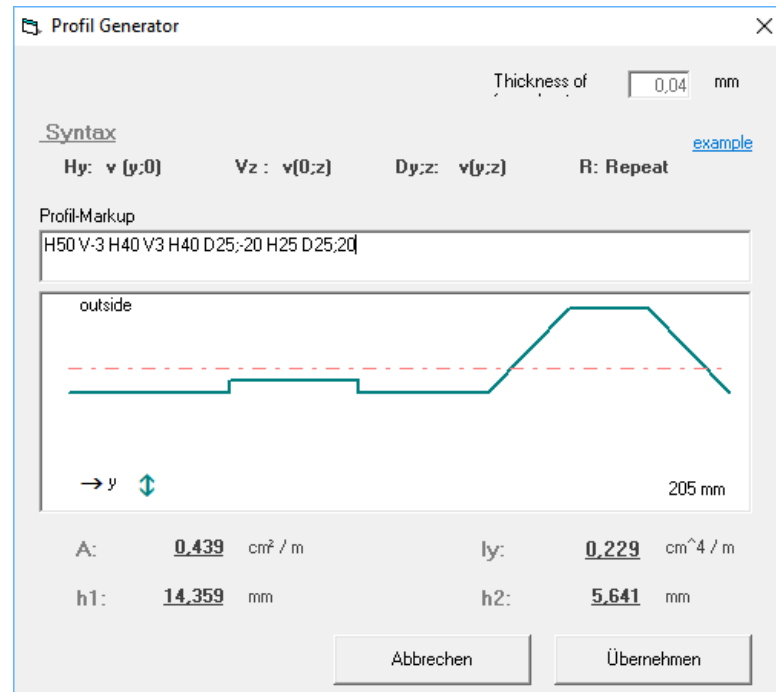 Profil Generator
Thickness of 0,04 mm
Syntax
example
Hy: v (y;0) Vz : v(0;z) Dy;z: v(y;z) R: Repeat
Profil-Markup
H50 V-3 H40 V3 H40 D25;-20 H25 D25;20
outside
→ y
205 mm
A: 0,439 cm² / m Iy: 0,229 cm^4 / m
h1: 14,359 mm h2: 5,641 mm
Abbrechen Übernehmen